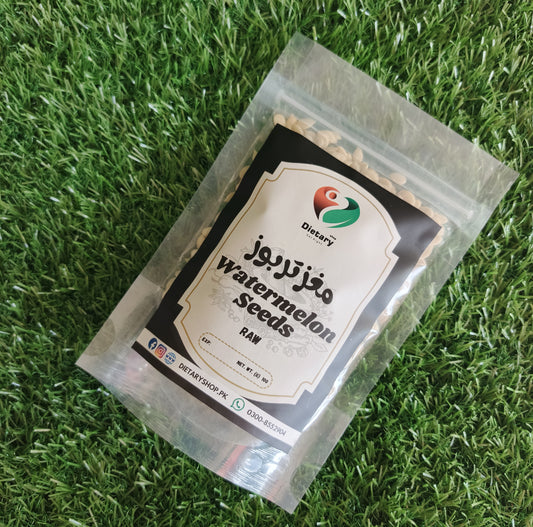 Dietary
مغز تربوز
Watermelon
Seeds
RAW
EXP:
NET. WT. (g)
DIETARYSHOP.PK
0300-8552904